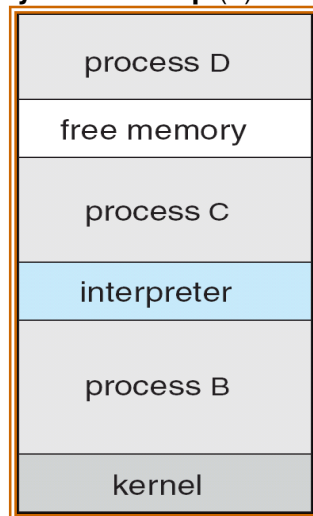 process D
free memory
process C
interpreter
process B
kernel